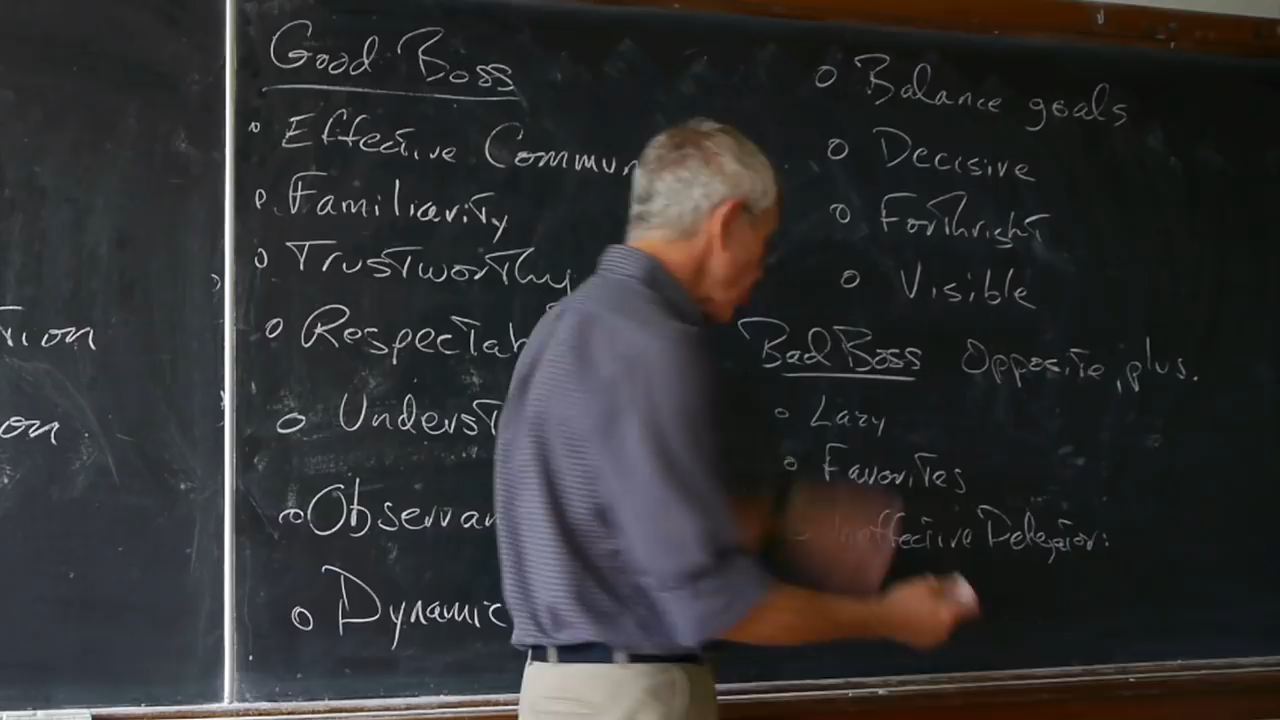 tion
on
Good Boss
Effective Commun
Familiarity
Trustworthy
Respectab
Underst
Observan
Dynamic
Balance goals
Decisive
Forthright
Visible
Bad Boss Opposite, plus.
Lazy
Favorites
Ineffective Delegator: